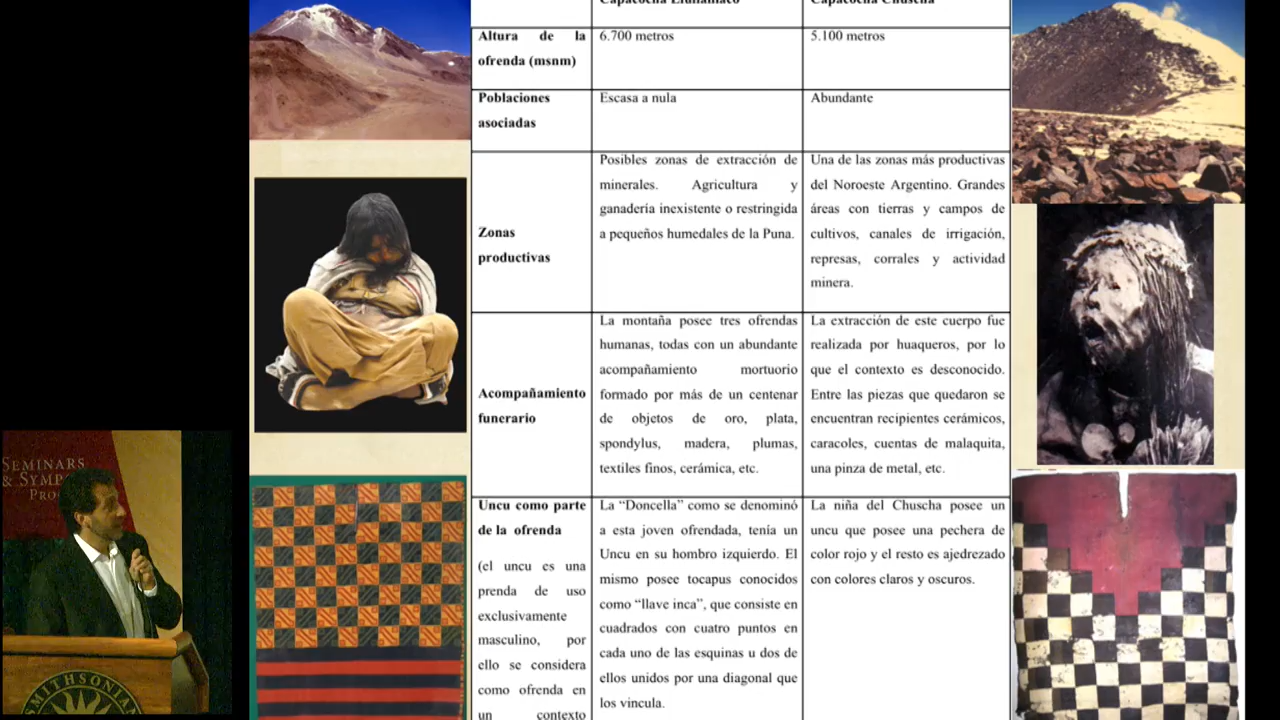 Capacocha Llullaillaco
Capacocha Chuscha
Altura de la
ofrenda (msnm)
6.700 metros
5.100 metros
Poblaciones
asociadas
Escasa a nula
Abundante
Zonas
productivas
Posibles zonas de extracción de
minerales. Agricultura y
ganadería inexistente o restringida
a pequeños humedales de la Puna.
Una de las zonas más productivas
del Noroeste Argentino. Grandes
áreas con tierras y campos de
cultivos, canales de irrigación,
represas, corrales y actividad
minera.
Acompañamiento
funerario
La montaña posee tres ofrendas
humanas, todas con un abundante
acompañamiento mortuorio
formado por más de un centenar
de objetos de oro, plata,
spondylus, madera, plumas,
textiles finos, cerámica, etc.
La extracción de este cuerpo fue
realizada por huaqueros, por lo
que el contexto es desconocido.
Entre las piezas que quedaron se
encuentran recipientes cerámicos,
caracoles, cuentas de malaquita,
una pinza de metal, etc.
Uncu como parte
de la ofrenda
(el uncu es una
prenda de uso
exclusivamente
masculino, por
ello se considera
como ofrenda en
un contexto
La “Doncella” como se denominó
a esta joven ofrendada, tenía un
Uncu en su hombro izquierdo. El
mismo posee tocapus conocidos
como “llave inca”, que consiste en
cuadrados con cuatro puntos en
cada uno de las esquinas u dos de
ellos unidos por una diagonal que
los vincula.
La niña del Chuscha posee un
uncu que posee una pechera de
color rojo y el resto es ajedrezado
con colores claros y oscuros.
SEMINARS
& SYMP
PRO
SMITHSONIAN